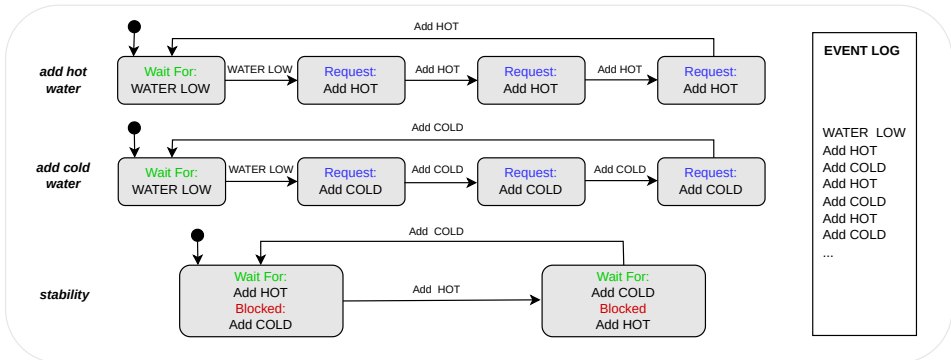 Add HOT
add hot
water
Wait For:
WATER LOW
WATER LOW
Request:
Add HOT
Add HOT
Request:
Add HOT
Add HOT
Request:
Add HOT
Add COLD
add cold
water
Wait For:
WATER LOW
WATER LOW
Request:
Add COLD
Add COLD
Request:
Add COLD
Add COLD
Request:
Add COLD
Add COLD
stability
Wait For:
Add HOT
Blocked:
Add COLD
Add HOT
Wait For:
Add COLD
Blocked
Add HOT
EVENT LOG
WATER LOW
Add HOT
Add COLD
Add HOT
Add COLD
Add HOT
Add COLD
...